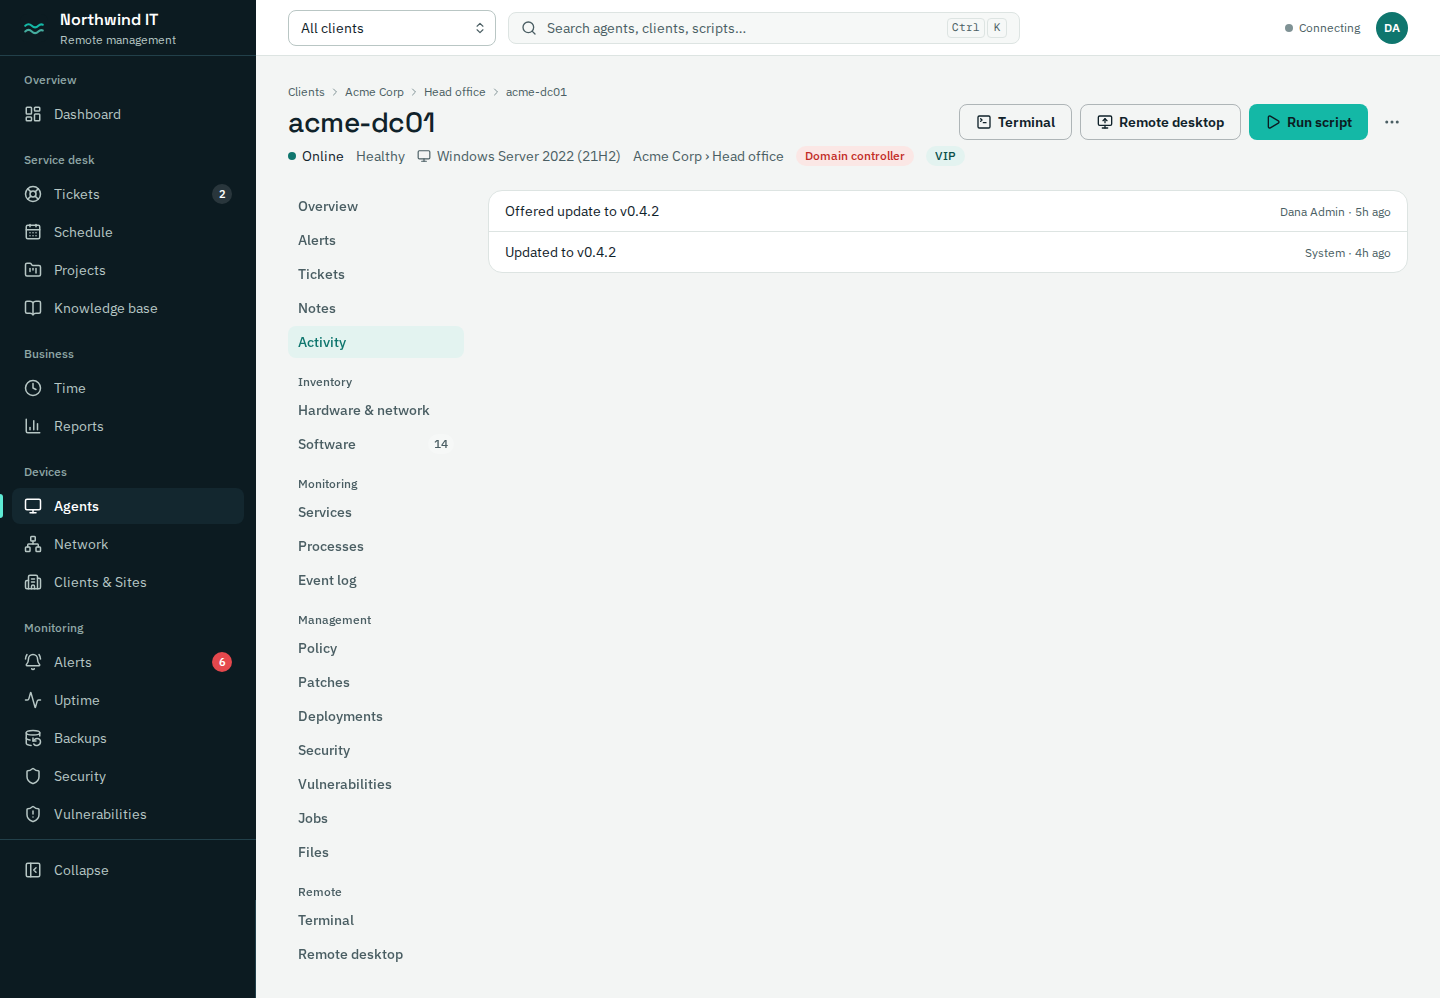 Northwind IT
Remote management
Overview
Dashboard
Service desk
Tickets 2
Schedule
Projects
Knowledge base
Business
Time
Reports
Devices
Agents
Network
Clients & Sites
Monitoring
Alerts 6
Uptime
Backups
Security
Vulnerabilities
Collapse
All clients
Search agents, clients, scripts... Ctrl K
Connecting
DA
Clients > Acme Corp > Head office > acme-dc01
acme-dc01
Terminal
Remote desktop
Run script
Online Healthy Windows Server 2022 (21H2) Acme Corp › Head office Domain controller VIP
Overview
Alerts
Tickets
Notes
Activity
Inventory
Hardware & network
Software 14
Monitoring
Services
Processes
Event log
Management
Policy
Patches
Deployments
Security
Vulnerabilities
Jobs
Files
Remote
Terminal
Remote desktop
Offered update to v0.4.2 Dana Admin · 5h ago
Updated to v0.4.2 System · 4h ago